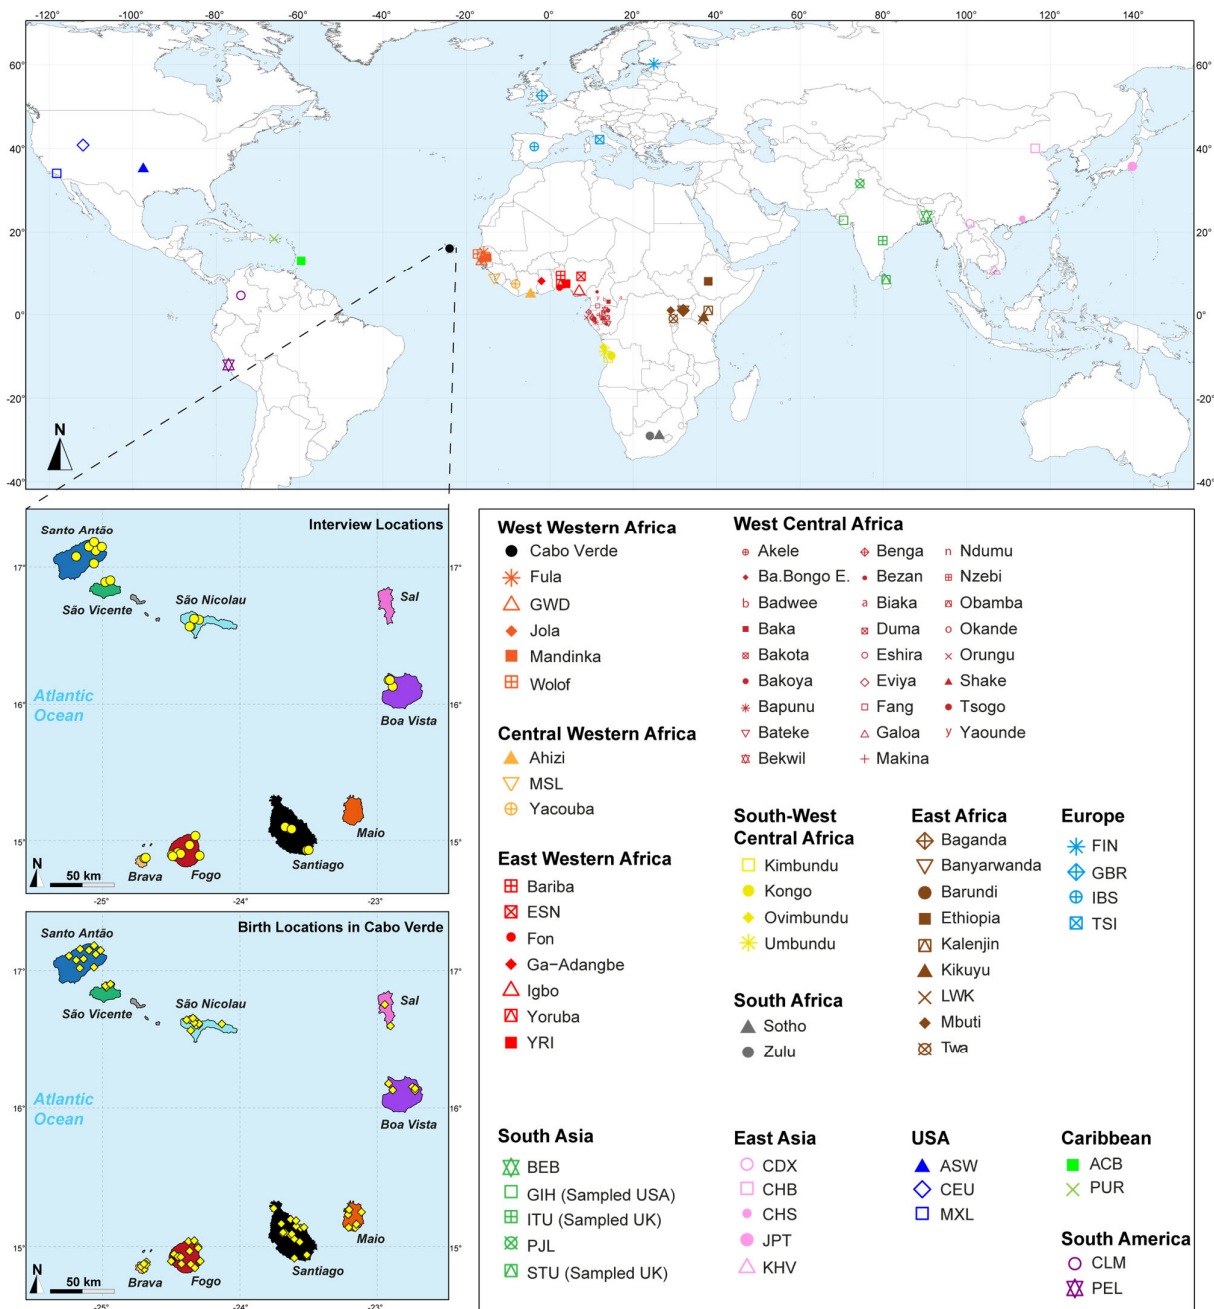 -120° -100° -80° -60° -40° -20° 0° 20° 40° 60° 80° 100° 120° 140°
60° 60°
40° 40°
20° 20°
0° 0°
-20° -20°
-40° -40°
N
Interview Locations
Santo Antão
17°
São Vicente
São Nicolau
Sal
Atlantic
Ocean
16°
Boa Vista
Maio
15°
Santiago
N
50 km
Brava
Fogo
-25° -24° -23°
Birth Locations in Cabo Verde
Santo Antão
17°
São Vicente
São Nicolau
Sal
Atlantic
Ocean
16°
Boa Vista
Maio
15°
Santiago
N
50 km
Brava
Fogo
-25° -24° -23°
West Western Africa
Cabo Verde
Fula
GWD
Jola
Mandinka
Wolof
Central Western Africa
Ahizi
MSL
Yacouba
East Western Africa
Bariba
ESN
Fon
Ga-Adangbe
Igbo
Yoruba
YRI
West Central Africa
Akele
Ba.Bongo E.
b Badwee
Baka
Bakota
Bakoya
Bapunu
Bateke
Bekwil
Benga
Bezan
a Biaka
Duma
Eshira
Eviya
Fang
Galoa
Makina
n Ndumu
Nzebi
Obamba
o Okande
Orungu
Shake
Tsogo
y Yaounde
South-West
Central Africa
Kimbundu
Kongo
Ovimbundu
Umbundu
South Africa
Sotho
Zulu
East Africa
Baganda
Banyarwanda
Barundi
Ethiopia
Kalenjin
Kikuyu
LWK
Mbuti
Twa
Europe
FIN
GBR
IBS
TSI
South Asia
BEB
GIH (Sampled USA)
ITU (Sampled UK)
PJL
STU (Sampled UK)
East Asia
CDX
CHB
CHS
JPT
KHV
USA
ASW
CEU
MXL
Caribbean
ACB
PUR
South America
CLM
PEL